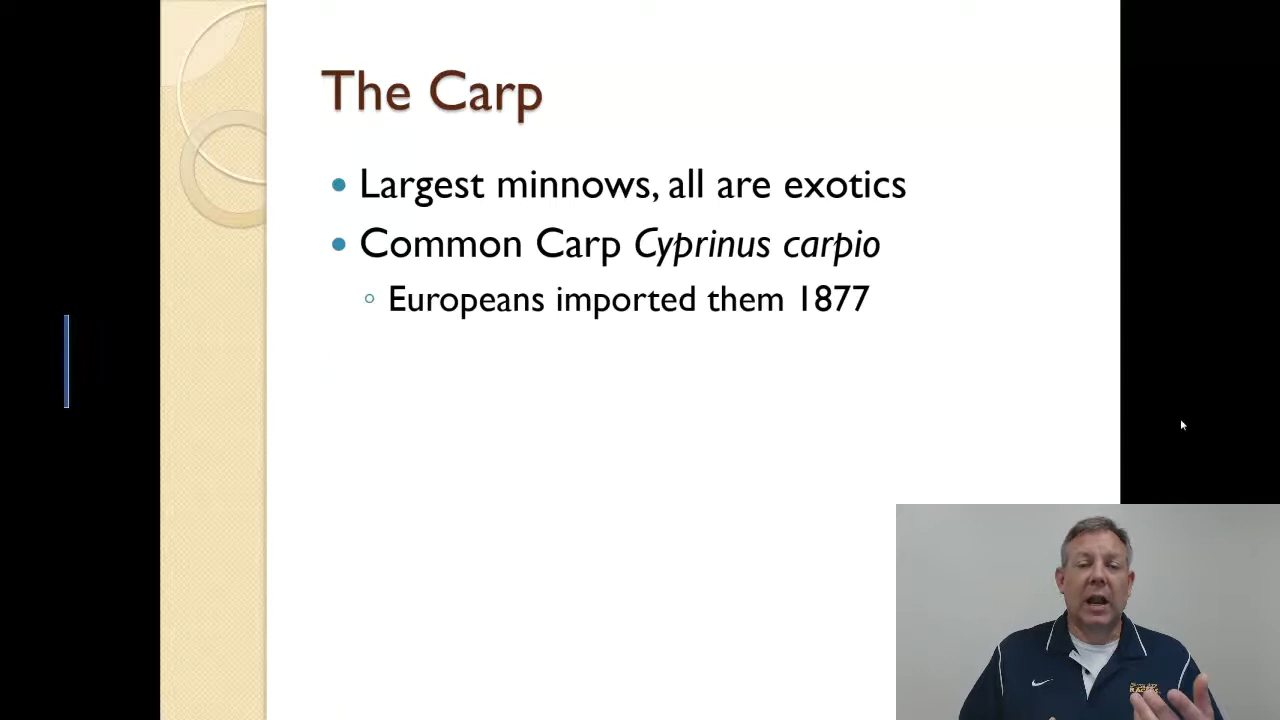 The Carp
Largest minnows, all are exotics
Common Carp Cyprinus carpio
Europeans imported them 1877